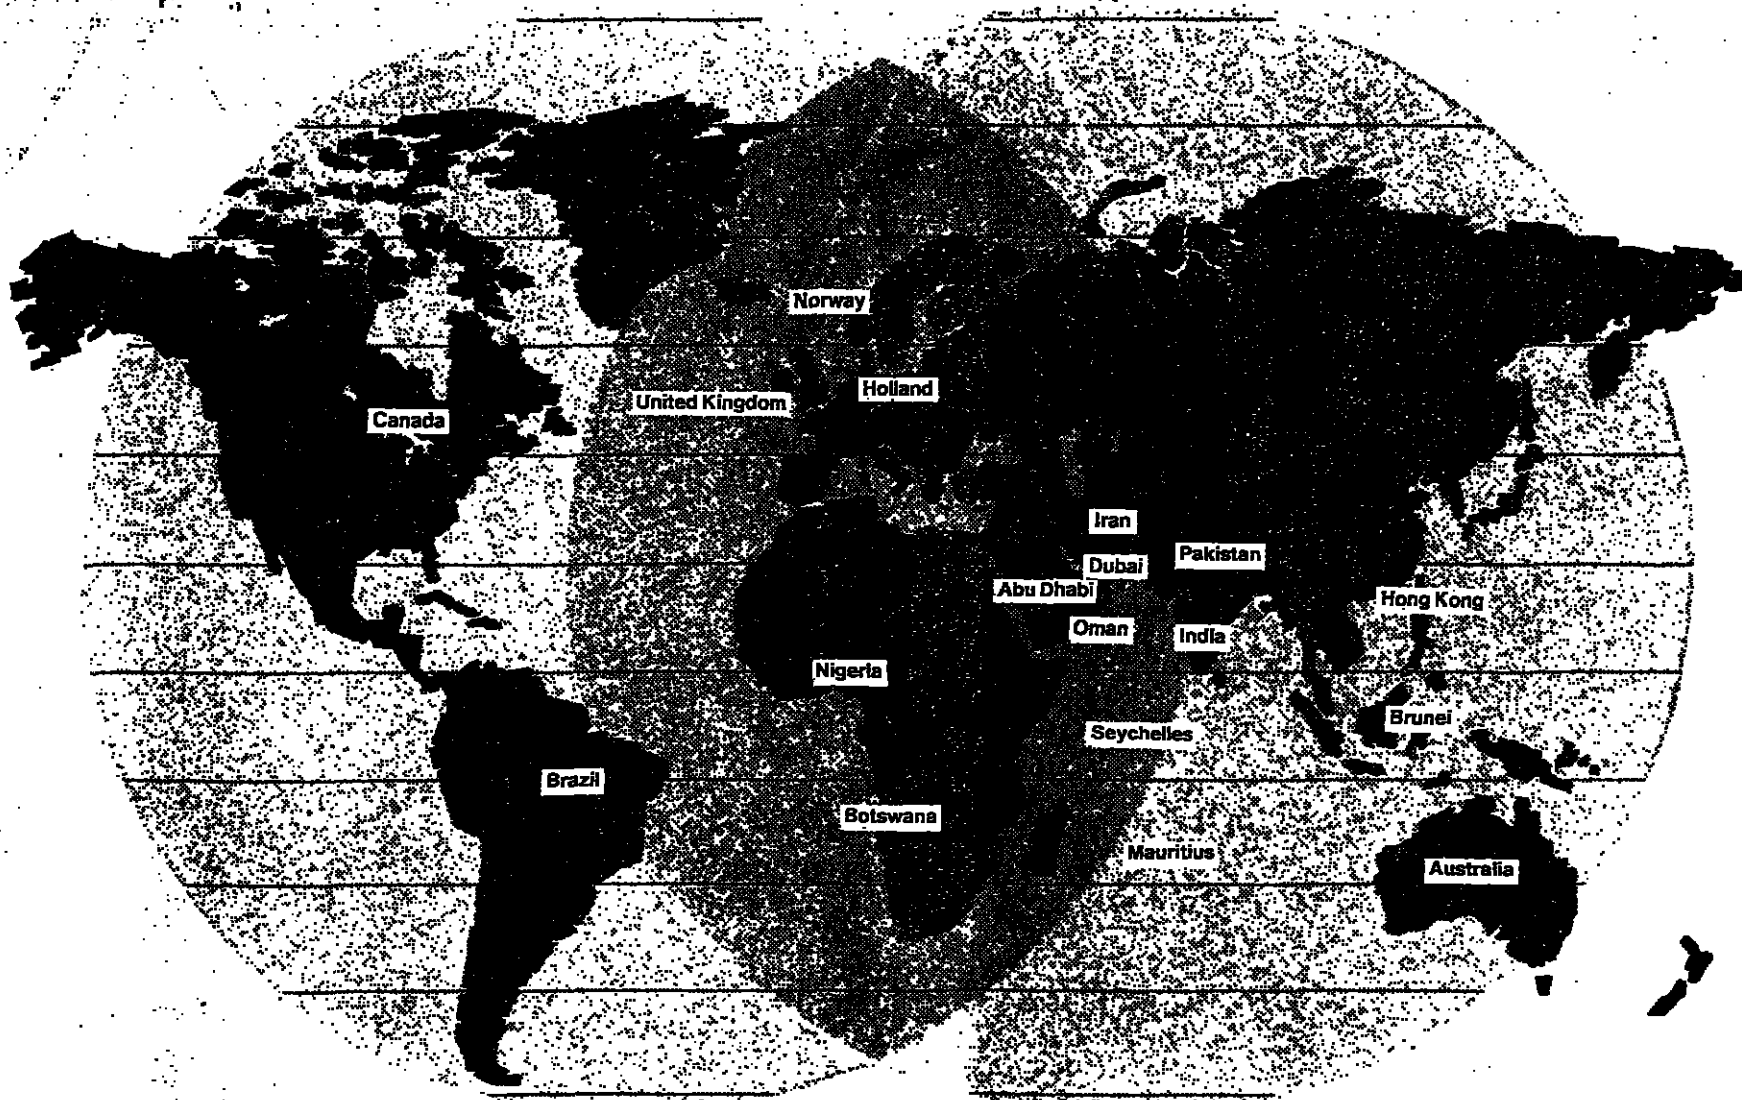 Norway
Holland
United Kingdom
Canada
Iran
Pakistan
Dubai
Abu Dhabi
Hong Kong
Oman
India
Nigeria
Brunei
Seychelles
Brazil
Botswana
Mauritius
Australia